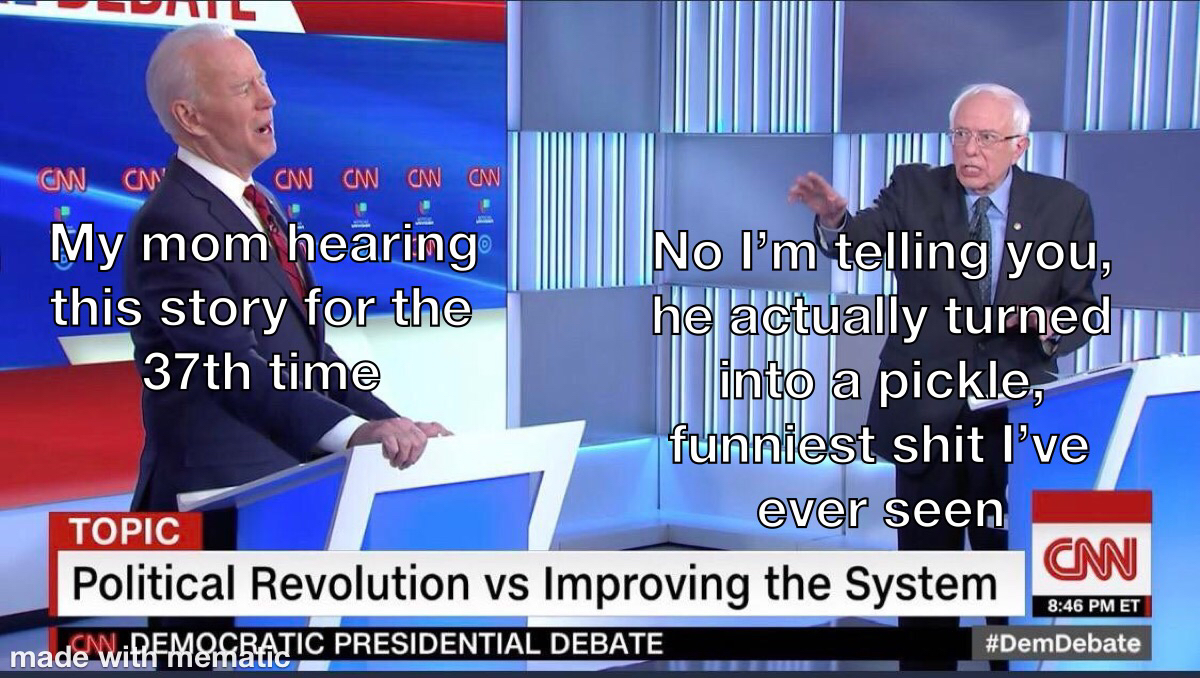 DEBATE
CNN CNN CNN CNN CNN CNN
My mom hearing
this story for the
37th time
No I’m telling you,
he actually turned
into a pickle,
funniest shit I’ve
ever seen
TOPIC
Political Revolution vs Improving the System
CNN
8:46 PM ET
CNN DEMOCRATIC PRESIDENTIAL DEBATE
#DemDebate
made with mematic